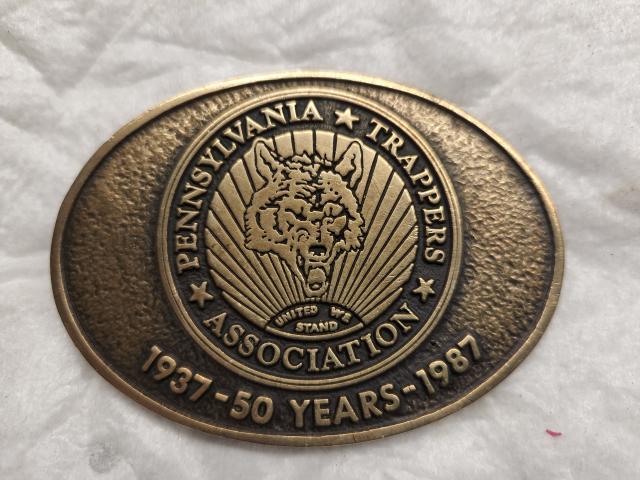 PENNSYLVANIA ★ TRAPPERS
★ ASSOCIATION ★
UNITED WE
STAND
1937-50 YEARS-1987